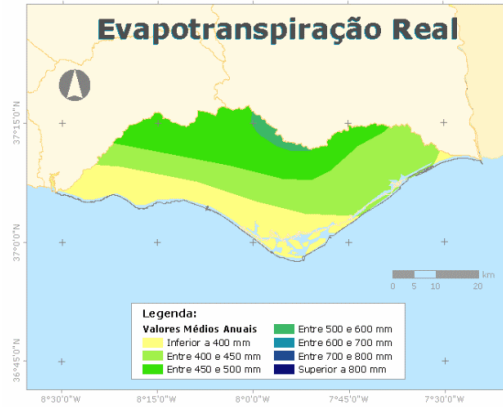 Evapotranspiração Real
37°15'0"N
37°0'0"N
36°45'0"N
0 5 10 20
km
Legenda:
Valores Médios Anuais
Inferior a 400 mm
Entre 400 e 450 mm
Entre 450 e 500 mm
Entre 500 e 600 mm
Entre 600 e 700 mm
Entre 700 e 800 mm
Superior a 800 mm
8°30'0"W 8°15'0"W 8°0'0"W 7°45'0"W 7°30'0"W